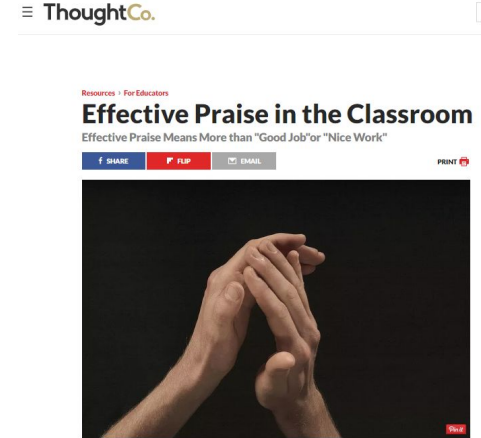 ThoughtCo.
Resources › For Educators
Effective Praise in the Classroom
Effective Praise Means More than "Good Job"or "Nice Work"
f SHARE FLIP EMAIL PRINT
Pin it